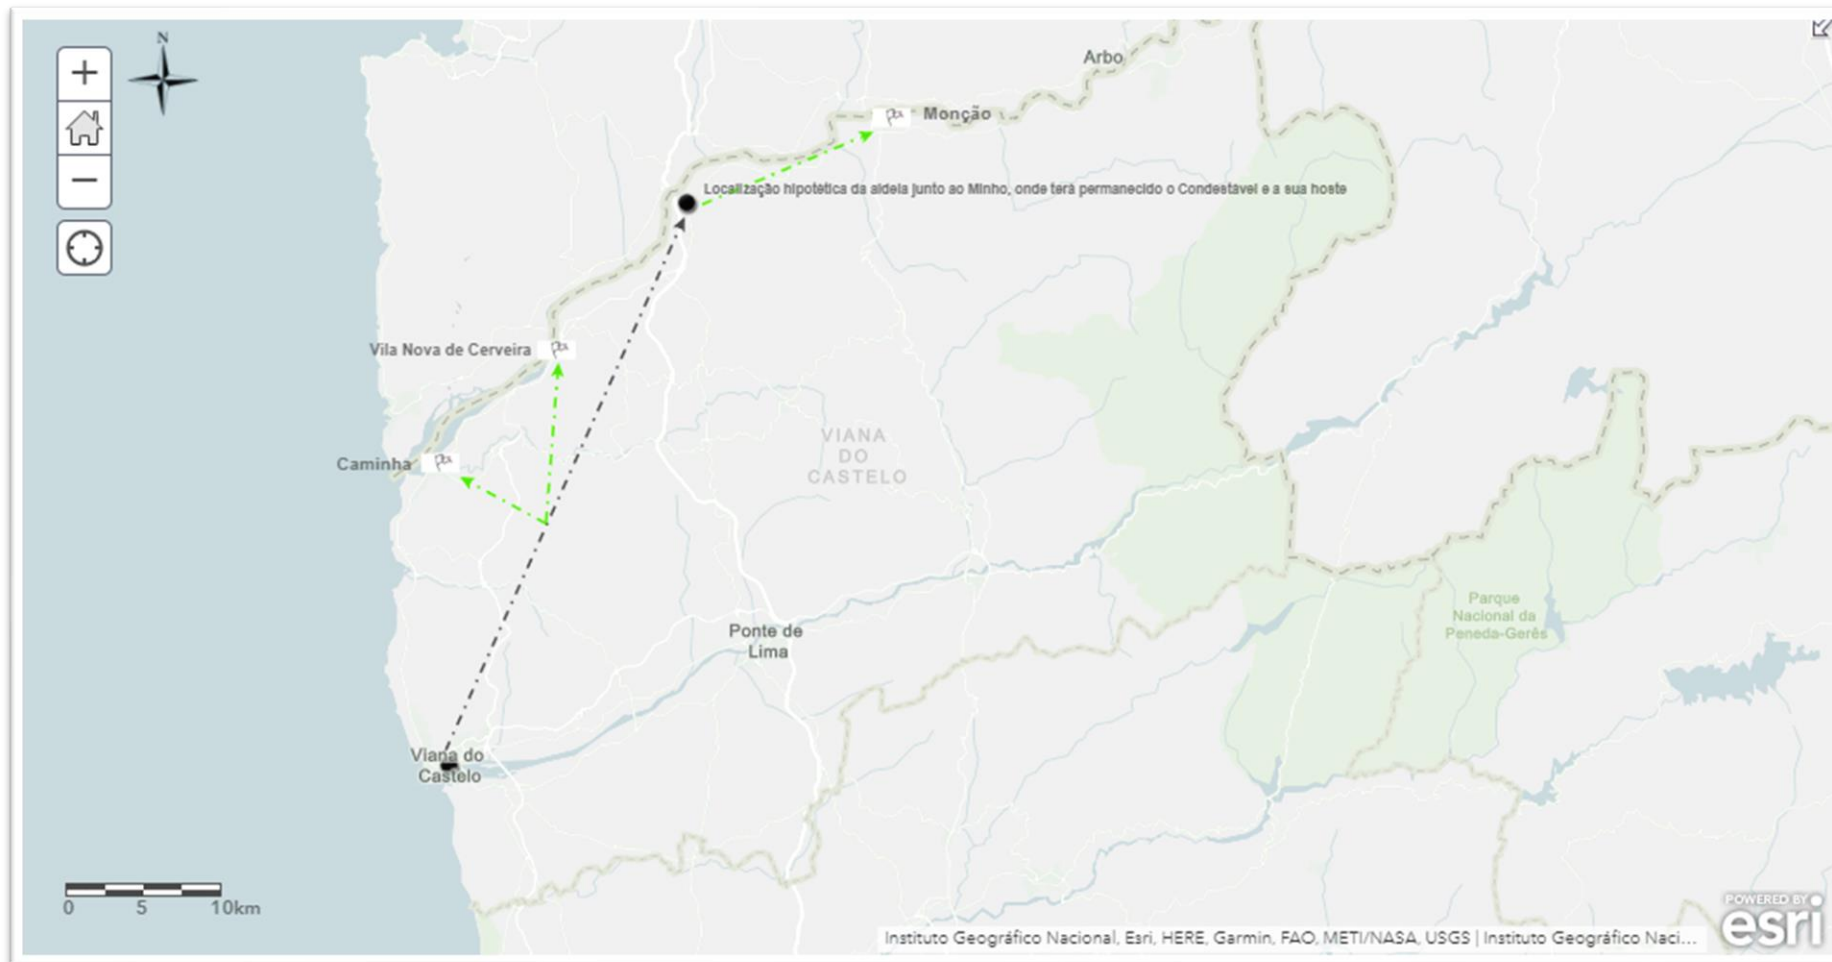 N
Arbo
Monção
Localização hipotética da aldeia junto ao Minho, onde terá permanecido o Condestável e a sua hoste
Vila Nova de Cerveira
Caminha
VIANA
DO
CASTELO
Ponte de
Lima
Parque
Nacional da
Peneda-Gerês
Viana do
Castelo
0 5 10km
POWERED BY
esri
Instituto Geográfico Nacional, Esri, HERE, Garmin, FAO, METI/NASA, USGS | Instituto Geográfico Naci...